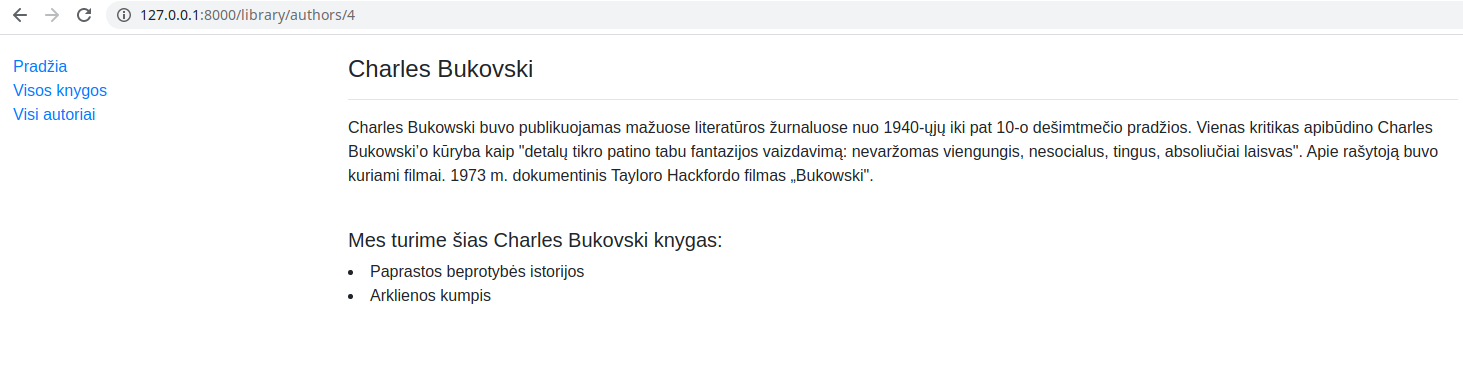 127.0.0.1:8000/library/authors/4
Pradžia
Visos knygos
Visi autoriai
Charles Bukovski
Charles Bukowski buvo publikuojamas mažuose literatūros žurnaluose nuo 1940-ųjų iki pat 10-o dešimtmečio pradžios. Vienas kritikas apibūdino Charles
Bukowski’o kūryba kaip "detalų tikro patino tabu fantazijos vaizdavimą: nevaržomas viengungis, nesocialus, tingus, absoliučiai laisvas". Apie rašytoją buvo
kuriami filmai. 1973 m. dokumentinis Tayloro Hackfordo filmas „Bukowski".
Mes turime šias Charles Bukovski knygas:
• Paprastos beprotybės istorijos
• Arklienos kumpis